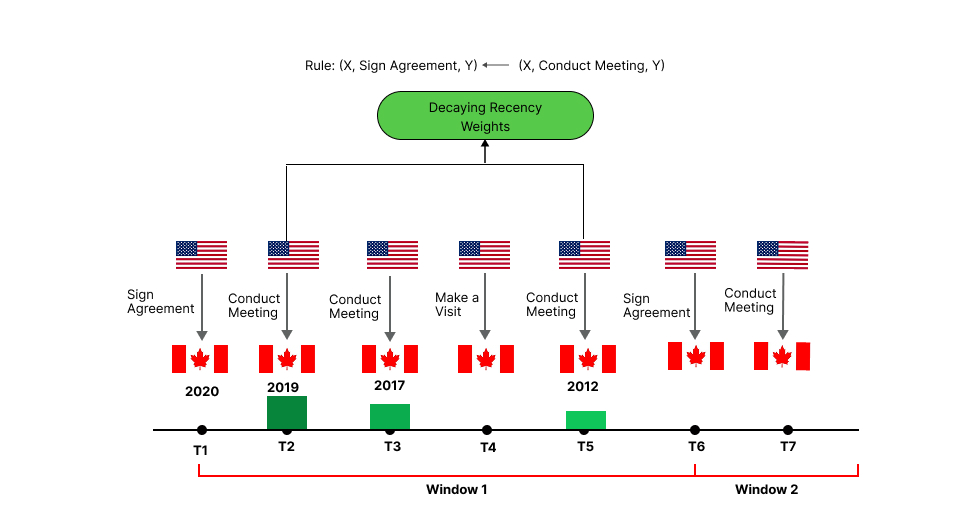 Rule: (X, Sign Agreement, Y) ← (X, Conduct Meeting, Y)
Decaying Recency
Weights
Sign
Agreement
Conduct
Meeting
Conduct
Meeting
Make a
Visit
Conduct
Meeting
Sign
Agreement
Conduct
Meeting
2020
2019
2017
2012
T1
T2
T3
T4
T5
T6
T7
Window 1
Window 2